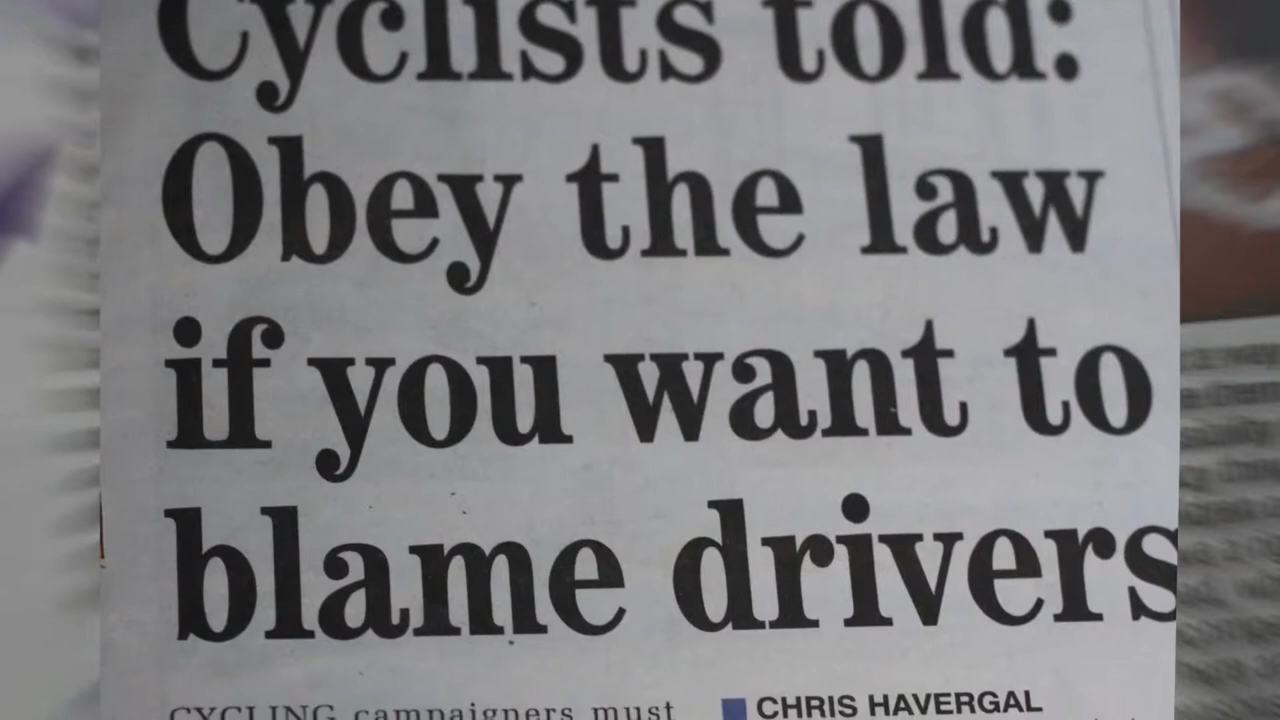 Cyclists told:
Obey the law
if you want to
blame drivers
CYCLING campaigners must
CHRIS HAVERGAL